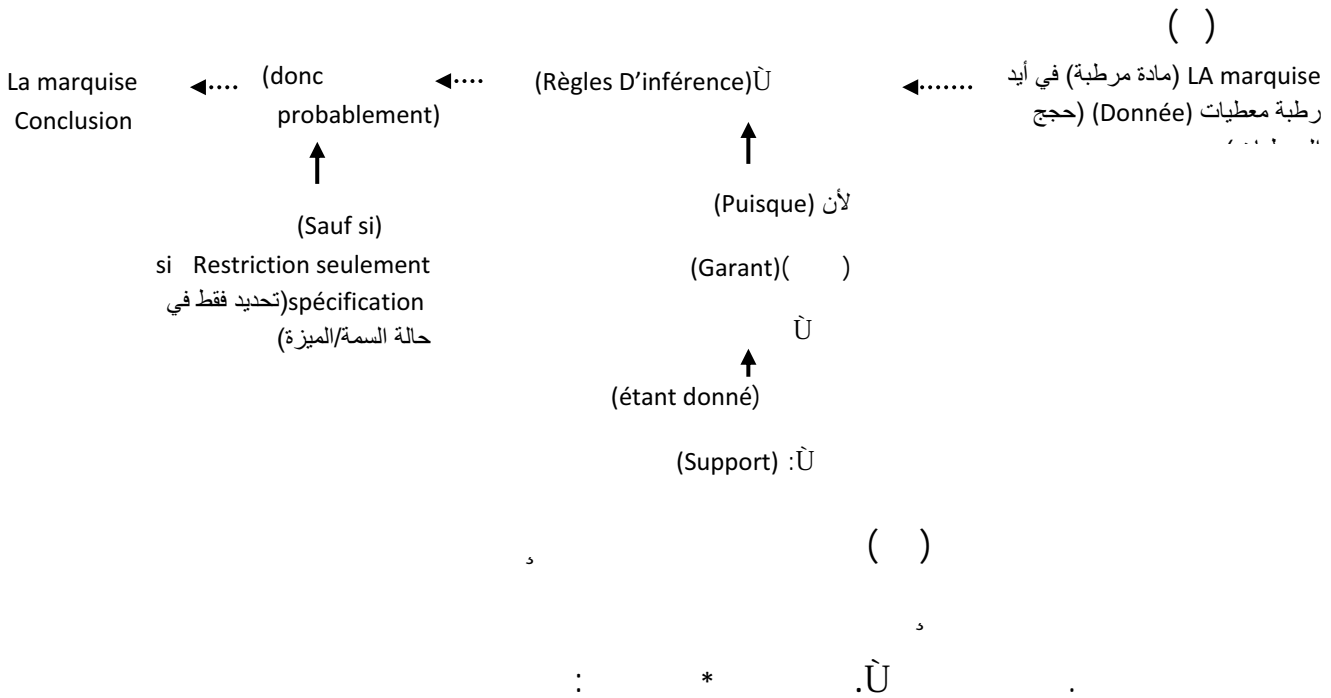 ( )
LA marquise (مادة مرطبة) في أيد
رطبة معطيات (Donnée) (حجج
(Règles D'inférence)Ù
(donc
probablement)
La marquise
Conclusion
لأن (Puisque)
(Garant)( )
Ù
(étant donné)
(Support) :Ù
(Sauf si)
si Restriction seulement
spécification(تحديد فقط في
حالة السمة/الميزة)
( )
: * .Ù .